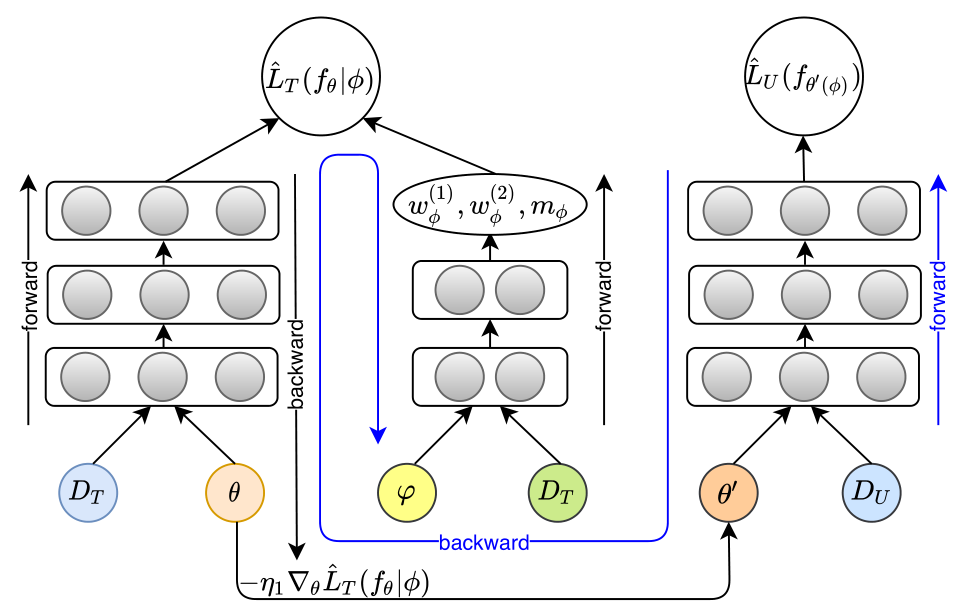 L̂_T(f_θ|ϕ)
L̂_U(f_θ′(ϕ))
w_ϕ^(1), w_ϕ^(2), m_ϕ
forward
backward
forward
forward
D_T
θ
φ
D_T
θ′
D_U
backward
−η₁∇_θL̂_T(f_θ|ϕ)